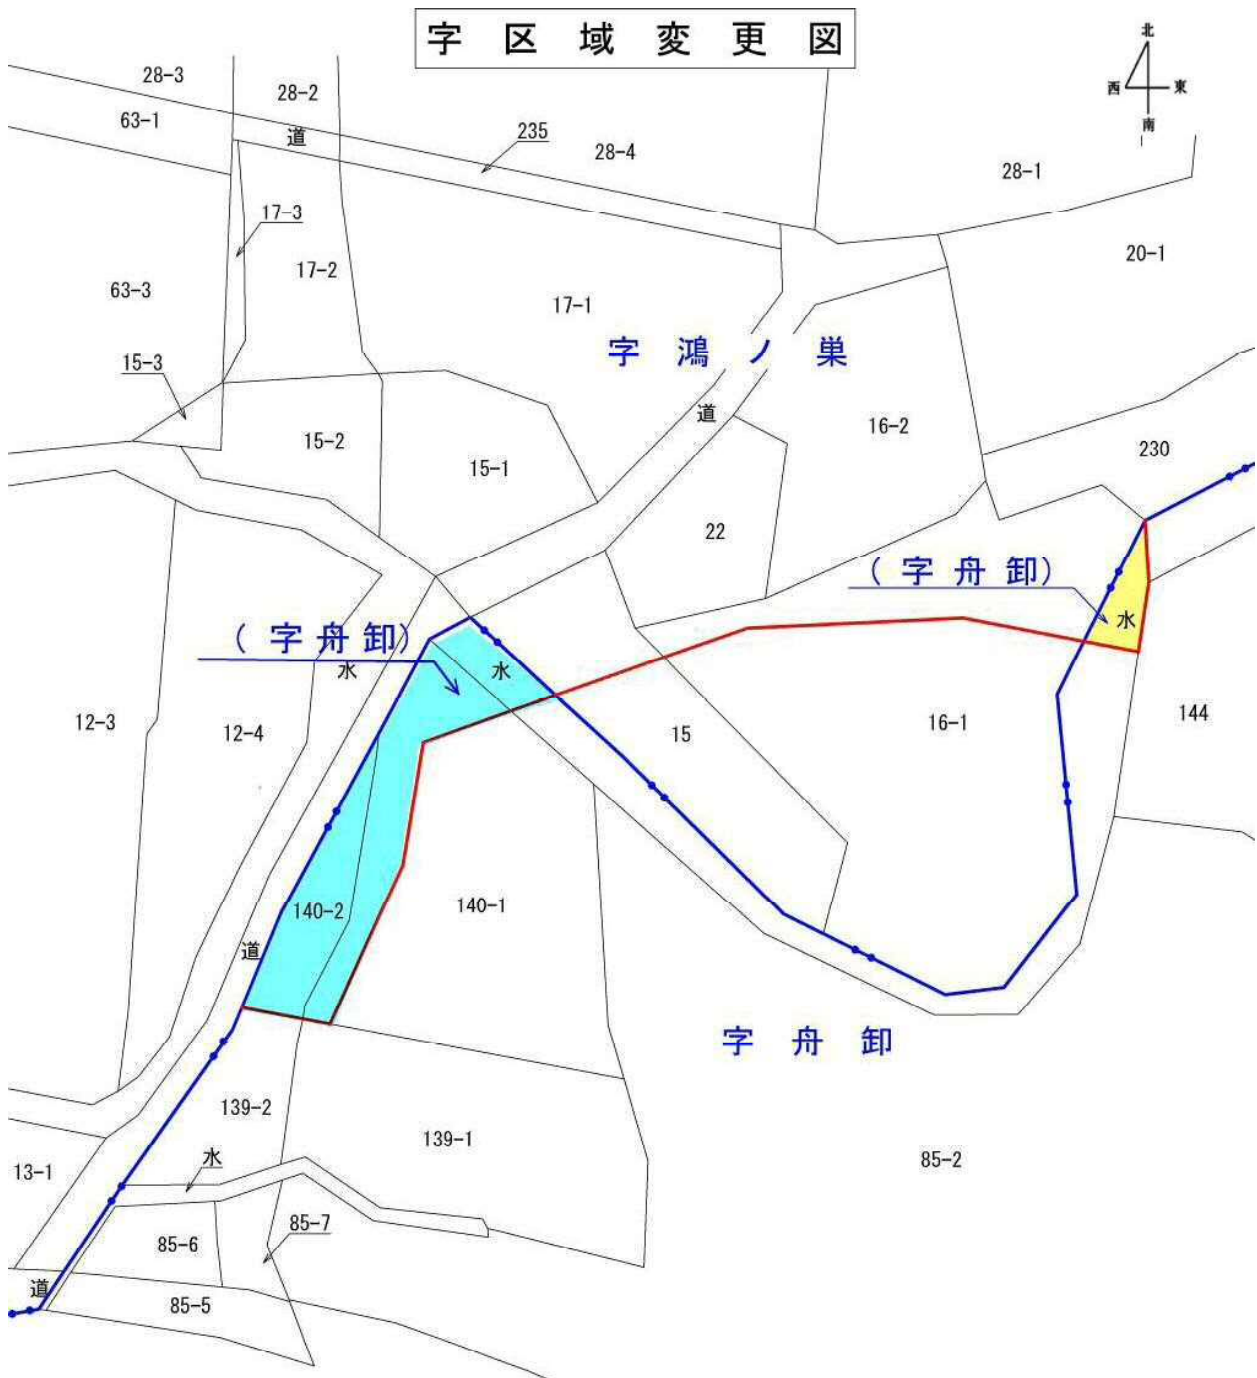 字区域変更図
北
西 東
南
28-3
28-2
63-1
道
235
28-4
28-1
17-3
20-1
17-2
63-3
17-1
字鴻ノ巣
15-3
道
16-2
15-2
230
15-1
22
(字舟卸)
(字舟卸)
水
水
水
12-3
12-4
15
16-1
144
140-2
140-1
道
字舟卸
139-2
139-1
水
85-2
13-1
85-7
85-6
道
85-5